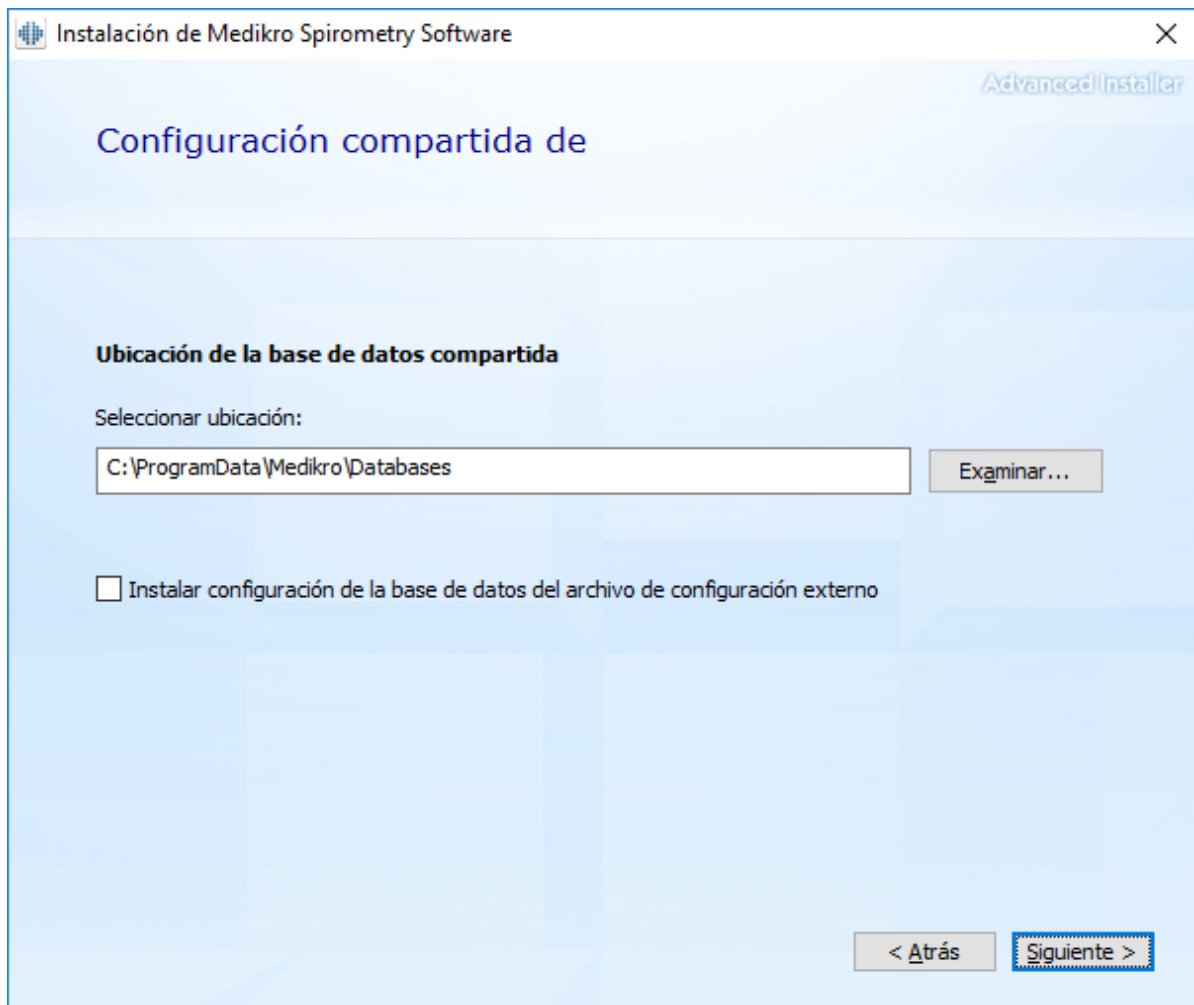 Instalación de Medikro Spirometry Software
Advanced Installer
Configuración compartida de
Ubicación de la base de datos compartida
Seleccionar ubicación:
C:\ProgramData\Medikro\Databases
Examinar...
Instalar configuración de la base de datos del archivo de configuración externo
< Atrás
Siguiente >